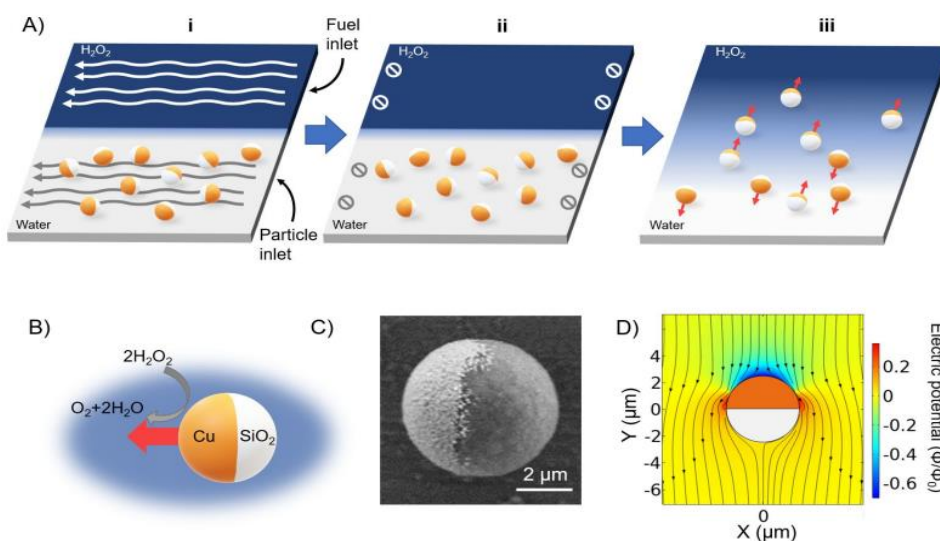 A)
i
Fuel
inlet
ii
iii
H₂O₂
H₂O₂
H₂O₂
Water
Particle
inlet
Water
Water
B)
2H₂O₂
O₂+2H₂O
Cu
SiO₂
C)
2 μm
D)
Y (μm)
4
2
0
-2
-4
-6
0
X (μm)
0.2
0
-0.2
-0.4
-0.6
Electric potential (Φ/Φ₀)